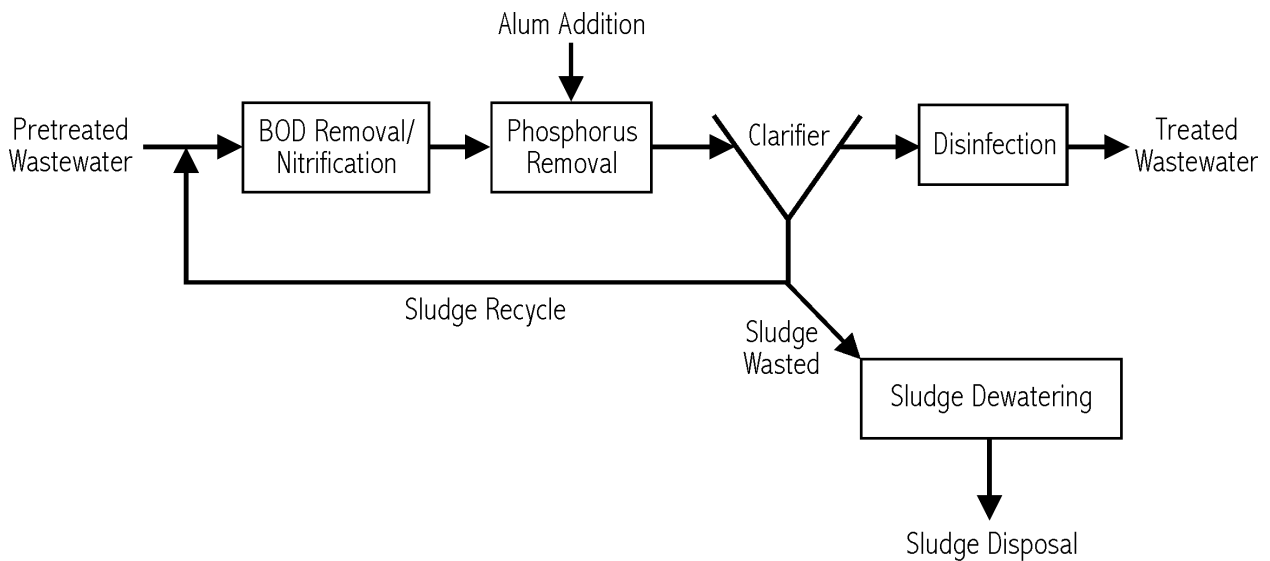 Alum Addition
Pretreated
Wastewater
BOD Removal/
Nitrification
Phosphorus
Removal
Clarifier
Disinfection
Treated
Wastewater
Sludge Recycle
Sludge
Wasted
Sludge Dewatering
Sludge Disposal